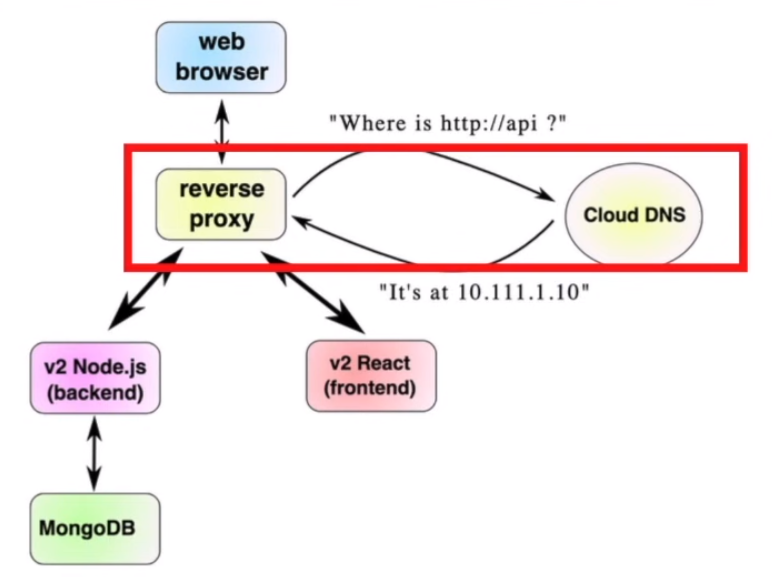 web
browser
"Where is http://api ?"
reverse
proxy
Cloud DNS
"It's at 10.111.1.10"
v2 Node.js
(backend)
v2 React
(frontend)
MongoDB